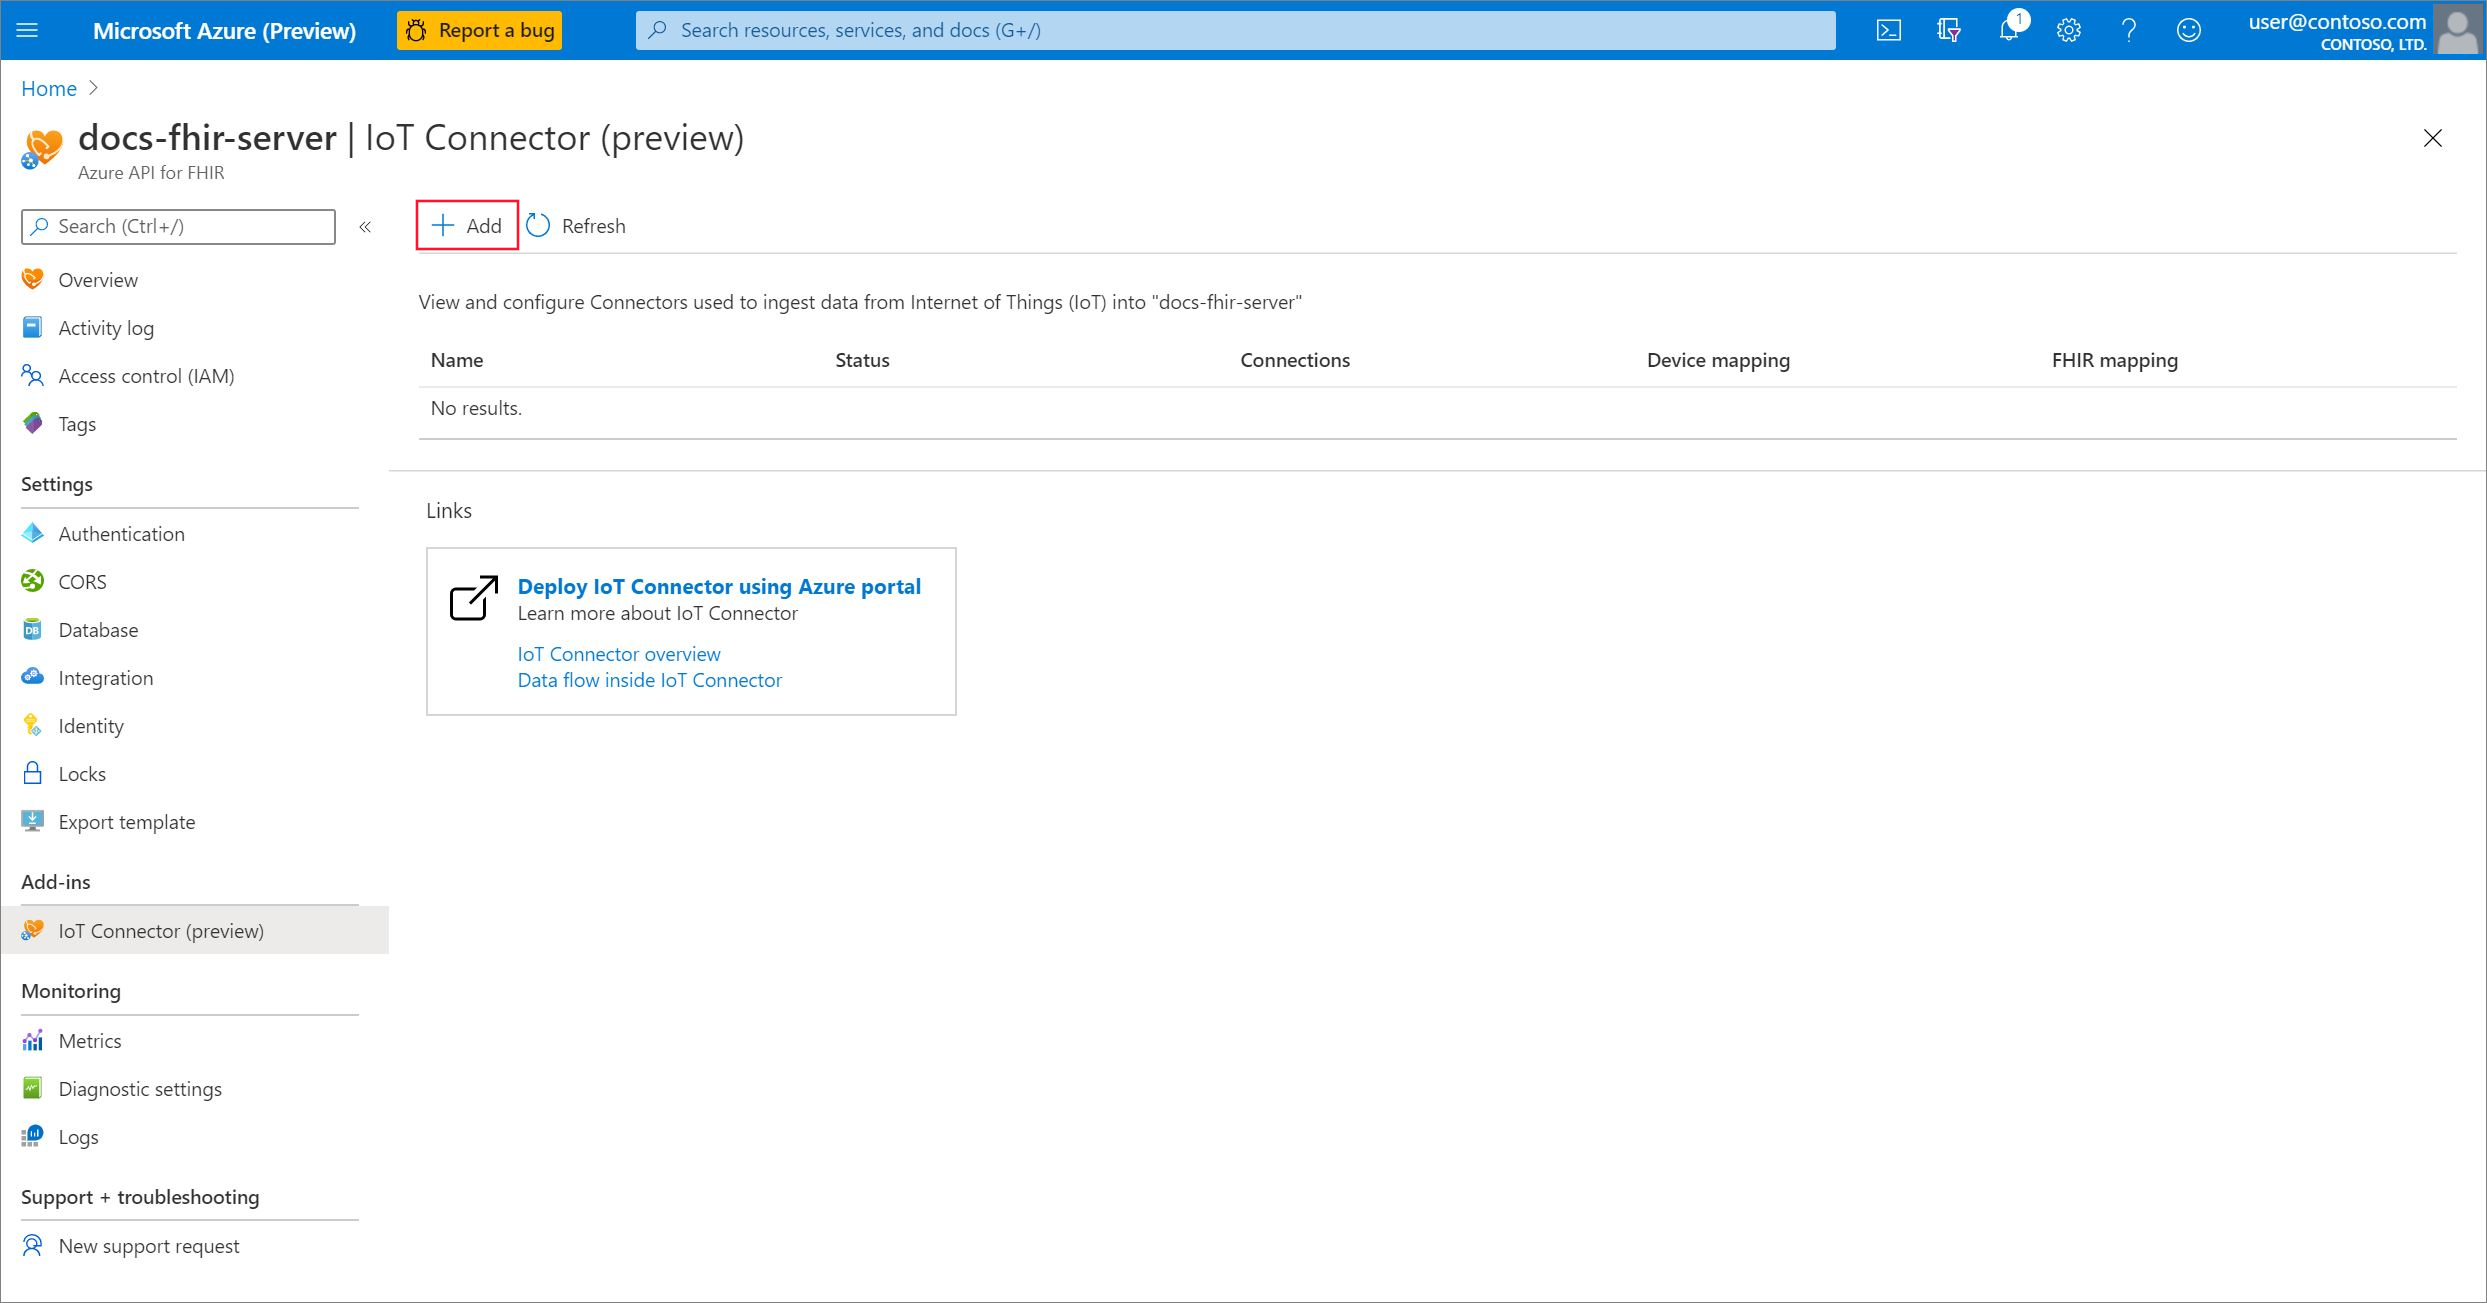 Microsoft Azure (Preview)
Report a bug
Search resources, services, and docs (G+/)
1
user@contoso.com
CONTOSO, LTD.
Home
docs-fhir-server | IoT Connector (preview)
Azure API for FHIR
Search (Ctrl+/)
«
Overview
Activity log
Access control (IAM)
Tags
Settings
Authentication
CORS
DB
Database
Integration
Identity
Locks
Export template
Add-ins
IoT Connector (preview)
Monitoring
Metrics
Diagnostic settings
Logs
Support + troubleshooting
New support request
Add
Refresh
View and configure Connectors used to ingest data from Internet of Things (IoT) into "docs-fhir-server"
Name Status Connections Device mapping FHIR mapping
No results.
Links
Deploy IoT Connector using Azure portal
Learn more about IoT Connector
IoT Connector overview
Data flow inside IoT Connector